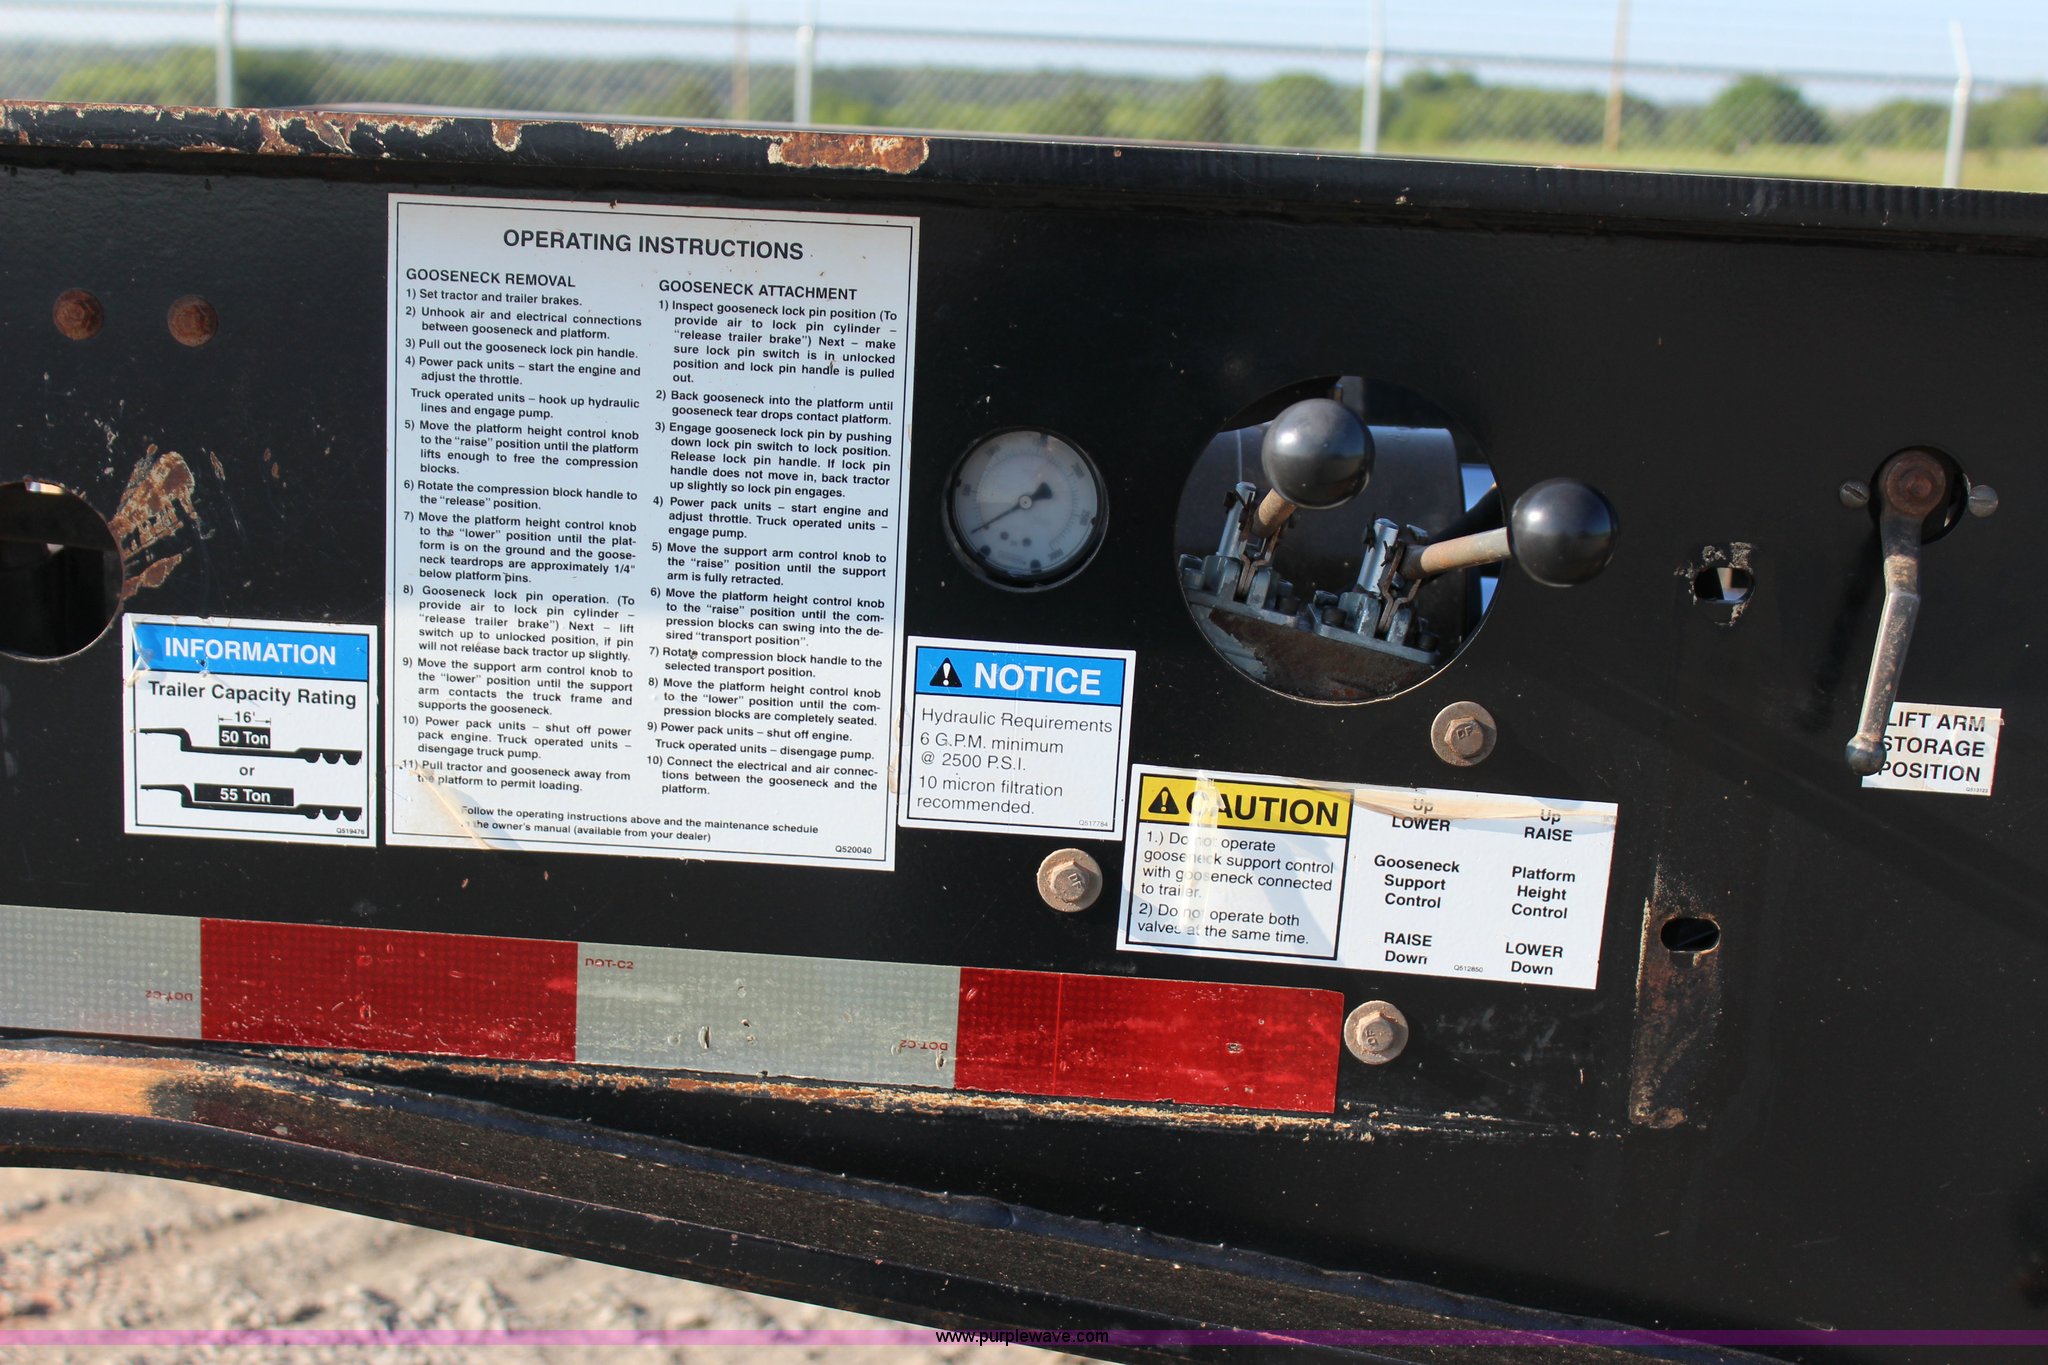 OPERATING INSTRUCTIONS
GOOSENECK REMOVAL
1) Set tractor and trailer brakes.
2) Unhook air and electrical connections
between gooseneck and platform.
3) Pull out the gooseneck lock pin handle.
4) Power pack units – start the engine and
adjust the throttle.
Truck operated units – hook up hydraulic
lines and engage pump.
5) Move the platform height control knob
to the "raise" position until the platform
lifts enough to free the compression
blocks.
6) Rotate the compression block handle to
the "release" position.
7) Move the platform height control knob
to the "lower" position until the plat-
form is on the ground and the goose-
neck teardrops are approximately 1/4"
below platform pins.
8) Gooseneck lock pin operation. (To
provide air to lock pin cylinder –
"release trailer brake") Next – lift
switch up to unlocked position, if pin
will not release back tractor up slightly.
9) Move the support arm control knob to
the "lower" position until the support
arm contacts the truck frame and
supports the gooseneck.
10) Power pack units – shut off power
pack engine. Truck operated units –
disengage truck pump.
11) Pull tractor and gooseneck away from
the platform to permit loading.
GOOSENECK ATTACHMENT
1) Inspect gooseneck lock pin position (To
provide air to lock pin cylinder –
"release trailer brake") Next – make
sure lock pin switch is in unlocked
position and lock pin handle is pulled
out.
2) Back gooseneck into the platform until
gooseneck tear drops contact platform.
3) Engage gooseneck lock pin by pushing
down lock pin switch to lock position.
Release lock pin handle. If lock pin
handle does not move in, back tractor
up slightly so lock pin engages.
4) Power pack units – start engine and
adjust throttle. Truck operated units –
engage pump.
5) Move the support arm control knob to
the "raise" position until the support
arm is fully retracted.
6) Move the platform height control knob
to the "raise" position until the com-
pression blocks can swing into the de-
sired "transport position".
7) Rotate compression block handle to the
selected transport position.
8) Move the platform height control knob
to the "lower" position until the com-
pression blocks are completely seated.
9) Power pack units – shut off engine.
Truck operated units – disengage pump.
10) Connect the electrical and air connec-
tions between the gooseneck and the
platform.
Follow the operating instructions above and the maintenance schedule
in the owner's manual (available from your dealer)
Q520040
INFORMATION
Trailer Capacity Rating
16'
50 Ton
or
55 Ton
Q519476
NOTICE
Hydraulic Requirements
6 G.P.M. minimum
@ 2500 P.S.I.
10 micron filtration
recommended.
Q517784
CAUTION
1.) Do not operate
gooseneck support control
with gooseneck connected
to trailer.
2) Do not operate both
valves at the same time.
Up
LOWER
Gooseneck
Support
Control
RAISE
Down
Up
RAISE
Platform
Height
Control
LOWER
Down
Q512850
LIFT ARM
STORAGE
POSITION
Q513122
DOT-C2
DOT-C2
DOT-C2
DF
DF
DF
www.purplewave.com